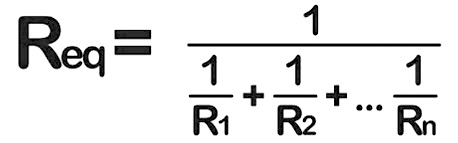 Req = 1 / (1/R1 + 1/R2 + ... 1/Rn)